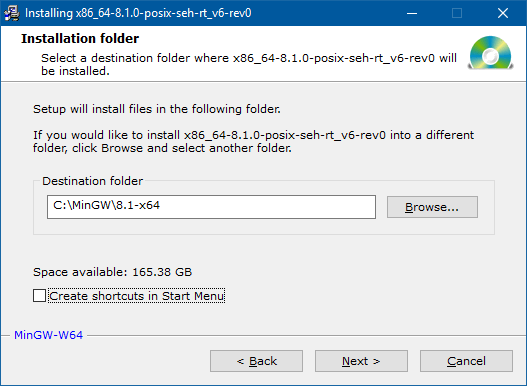 Installing x86_64-8.1.0-posix-seh-rt_v6-rev0
Installation folder
Select a destination folder where x86_64-8.1.0-posix-seh-rt_v6-rev0 will
be installed.
Setup will install files in the following folder.
If you would like to install x86_64-8.1.0-posix-seh-rt_v6-rev0 into a different
folder, click Browse and select another folder.
Destination folder
C:\MinGW\8.1-x64
Browse...
Space available: 165.38 GB
Create shortcuts in Start Menu
MinGW-W64
< Back
Next >
Cancel